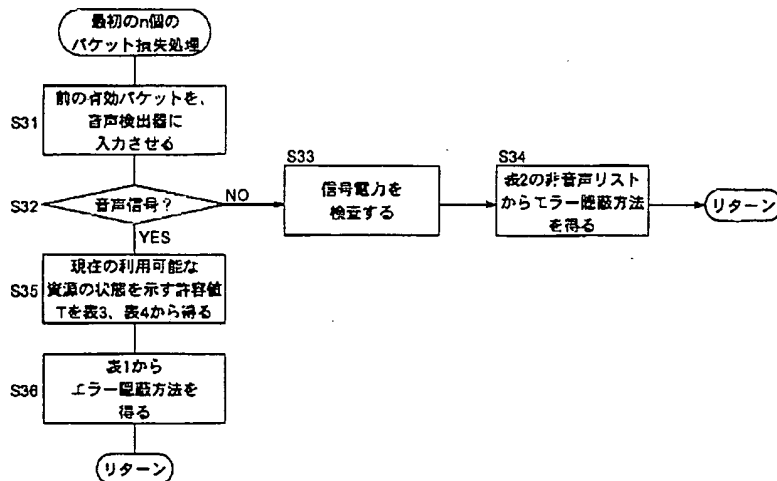 最初のn個の
パケット損失処理
S31
前の有効パケットを、
音声検出器に
入力させる
S32
音声信号？
NO
YES
S33
信号電力を
検査する
S34
表2の非音声リスト
からエラー隠蔽方法
を得る
リターン
S35
現在の利用可能な
資源の状態を示す許容値
Tを表3、表4から得る
S36
表1から
エラー隠蔽方法を
得る
リターン